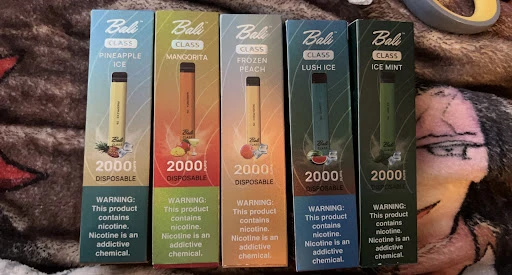 Bali
CLASS
PINEAPPLE
ICE
2000
DISPOSABLE
WARNING:
This product
contains
nicotine.
Nicotine is an
addictive
chemical.
Bali
CLASS
MANGORITA
2000
DISPOSABLE
WARNING:
This product
contains
nicotine.
Nicotine is an
addictive
chemical.
Bali
CLASS
FROZEN
PEACH
2000
DISPOSABLE
WARNING:
This product
contains
nicotine.
Nicotine is an
addictive
chemical.
Bali
CLASS
LUSH ICE
2000
DISPOSABLE
WARNING:
This product
contains
nicotine.
Nicotine is an
addictive
chemical.
Bali
CLASS
ICE MINT
2000
DISPOSABLE
WARNING:
This product
contains
nicotine.
Nicotine is an
addictive
chemical.